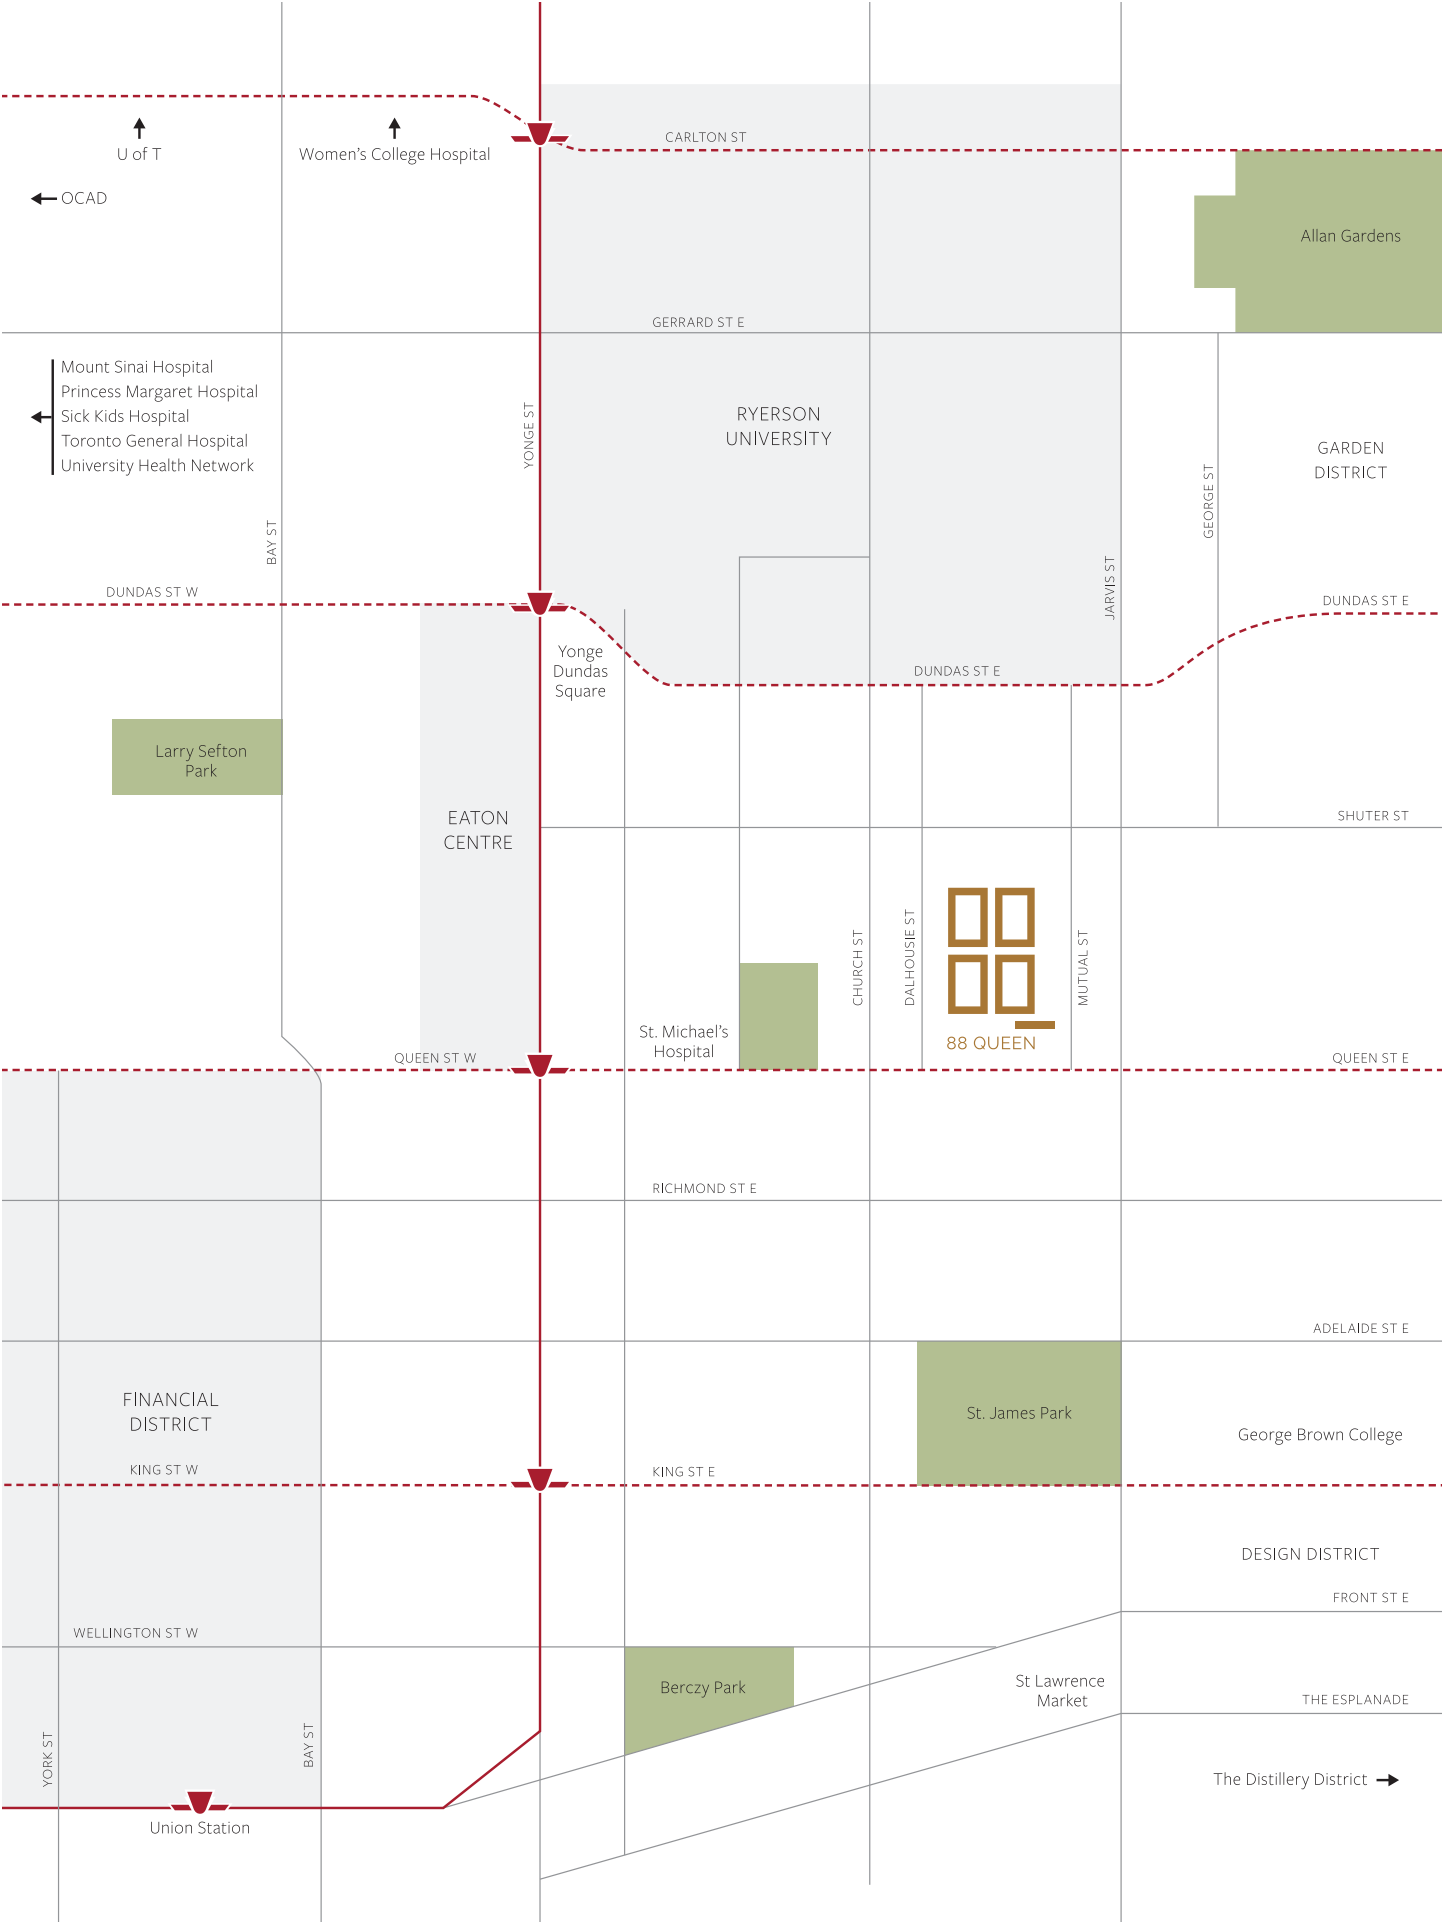 CARLTON ST
U of T
Women's College Hospital
OCAD
Allan Gardens
GERRARD ST E
Mount Sinai Hospital
Princess Margaret Hospital
Sick Kids Hospital
Toronto General Hospital
University Health Network
YONGE ST
RYERSON
UNIVERSITY
GARDEN
DISTRICT
GEORGE ST
BAY ST
JARVIS ST
DUNDAS ST W
DUNDAS ST E
Yonge
Dundas
Square
DUNDAS ST E
Larry Sefton
Park
EATON
CENTRE
SHUTER ST
CHURCH ST
DALHOUSIE ST
MUTUAL ST
St. Michael's
Hospital
88 QUEEN
QUEEN ST W
QUEEN ST E
RICHMOND ST E
ADELAIDE ST E
FINANCIAL
DISTRICT
St. James Park
George Brown College
KING ST W
KING ST E
DESIGN DISTRICT
FRONT ST E
WELLINGTON ST W
Berczy Park
St Lawrence
Market
THE ESPLANADE
YORK ST
BAY ST
The Distillery District
Union Station